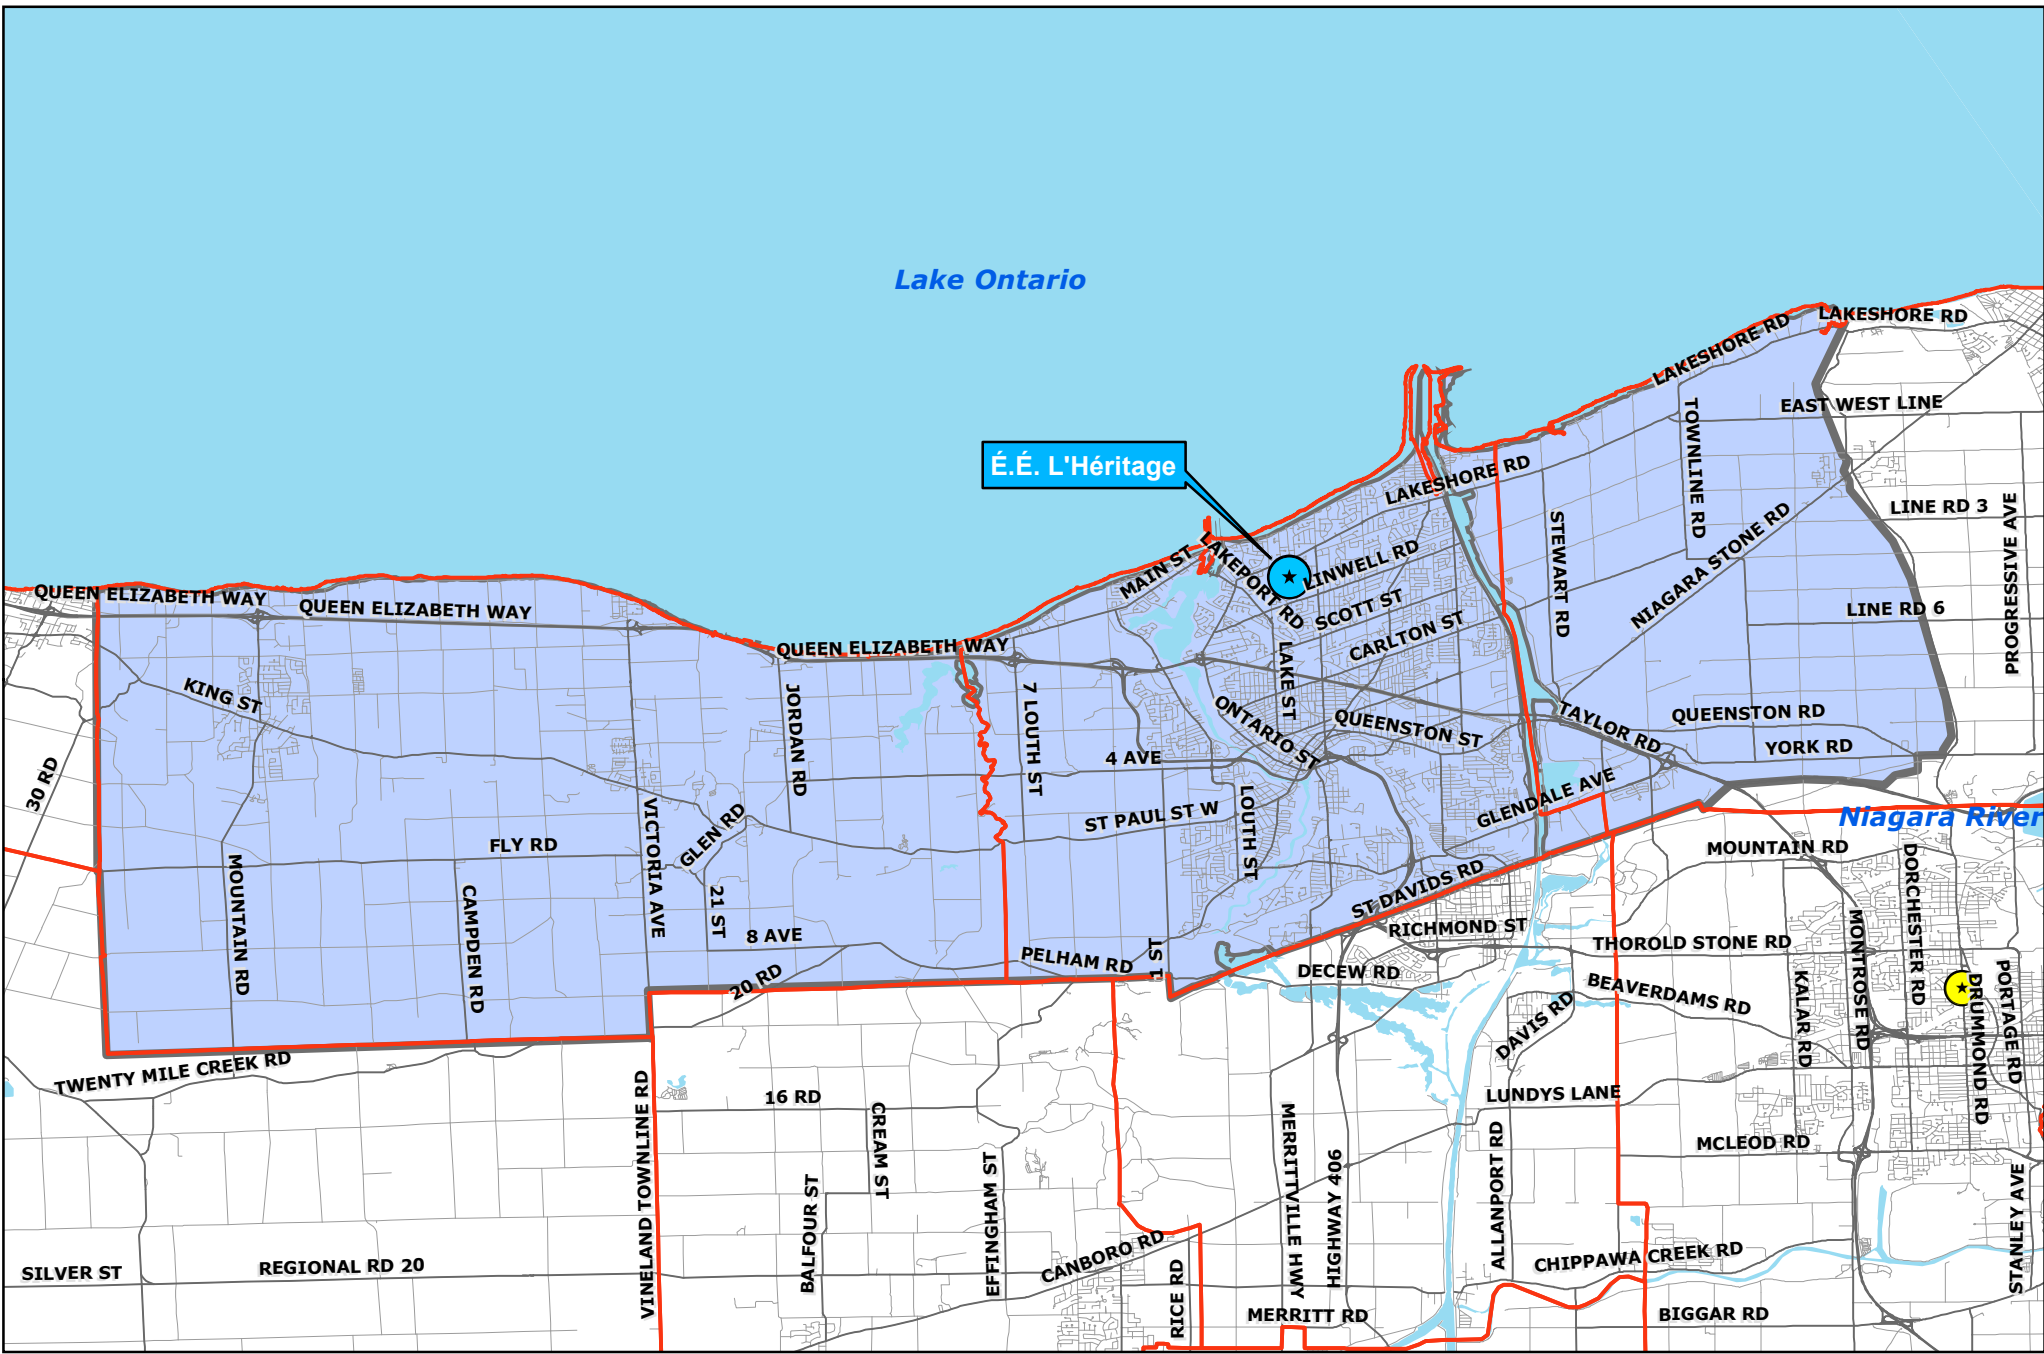 Lake Ontario
LAKESHORE RD
LAKESHORE RD
EAST WEST LINE
TOWNLINE RD
É.É. L'Héritage
LAKESHORE RD
LINE RD 3
PROGRESSIVE AVE
STEWART RD
NIAGARA STONE RD
MAIN ST
LAKEPORT RD
LINWELL RD
SCOTT ST
CARLTON ST
LINE RD 6
QUEEN ELIZABETH WAY
QUEEN ELIZABETH WAY
QUEEN ELIZABETH WAY
KING ST
JORDAN RD
7 LOUTH ST
LAKE ST
ONTARIO ST
QUEENSTON ST
TAYLOR RD
QUEENSTON RD
YORK RD
30 RD
4 AVE
LOUTH ST
GLENDALE AVE
ST PAUL ST W
VICTORIA AVE
GLEN RD
FLY RD
Niagara River
MOUNTAIN RD
MOUNTAIN RD
CAMPDEN RD
21 ST
8 AVE
20 RD
PELHAM RD
1 ST
ST DAVIDS RD
RICHMOND ST
DECEW RD
THOROLD STONE RD
BEAVERDAMS RD
DAVIS RD
KALAR RD
MONTROSE RD
DORCHESTER RD
DRUMMOND RD
PORTAGE RD
TWENTY MILE CREEK RD
VINELAND TOWNLINE RD
16 RD
CREAM ST
BALFOUR ST
EFFINGHAM ST
MERRITTVILLE HWY
HIGHWAY 406
LUNDYS LANE
ALLANPORT RD
MCLEOD RD
STANLEY AVE
SILVER ST
REGIONAL RD 20
CANBORO RD
RICE RD
MERRITT RD
CHIPPAWA CREEK RD
BIGGAR RD